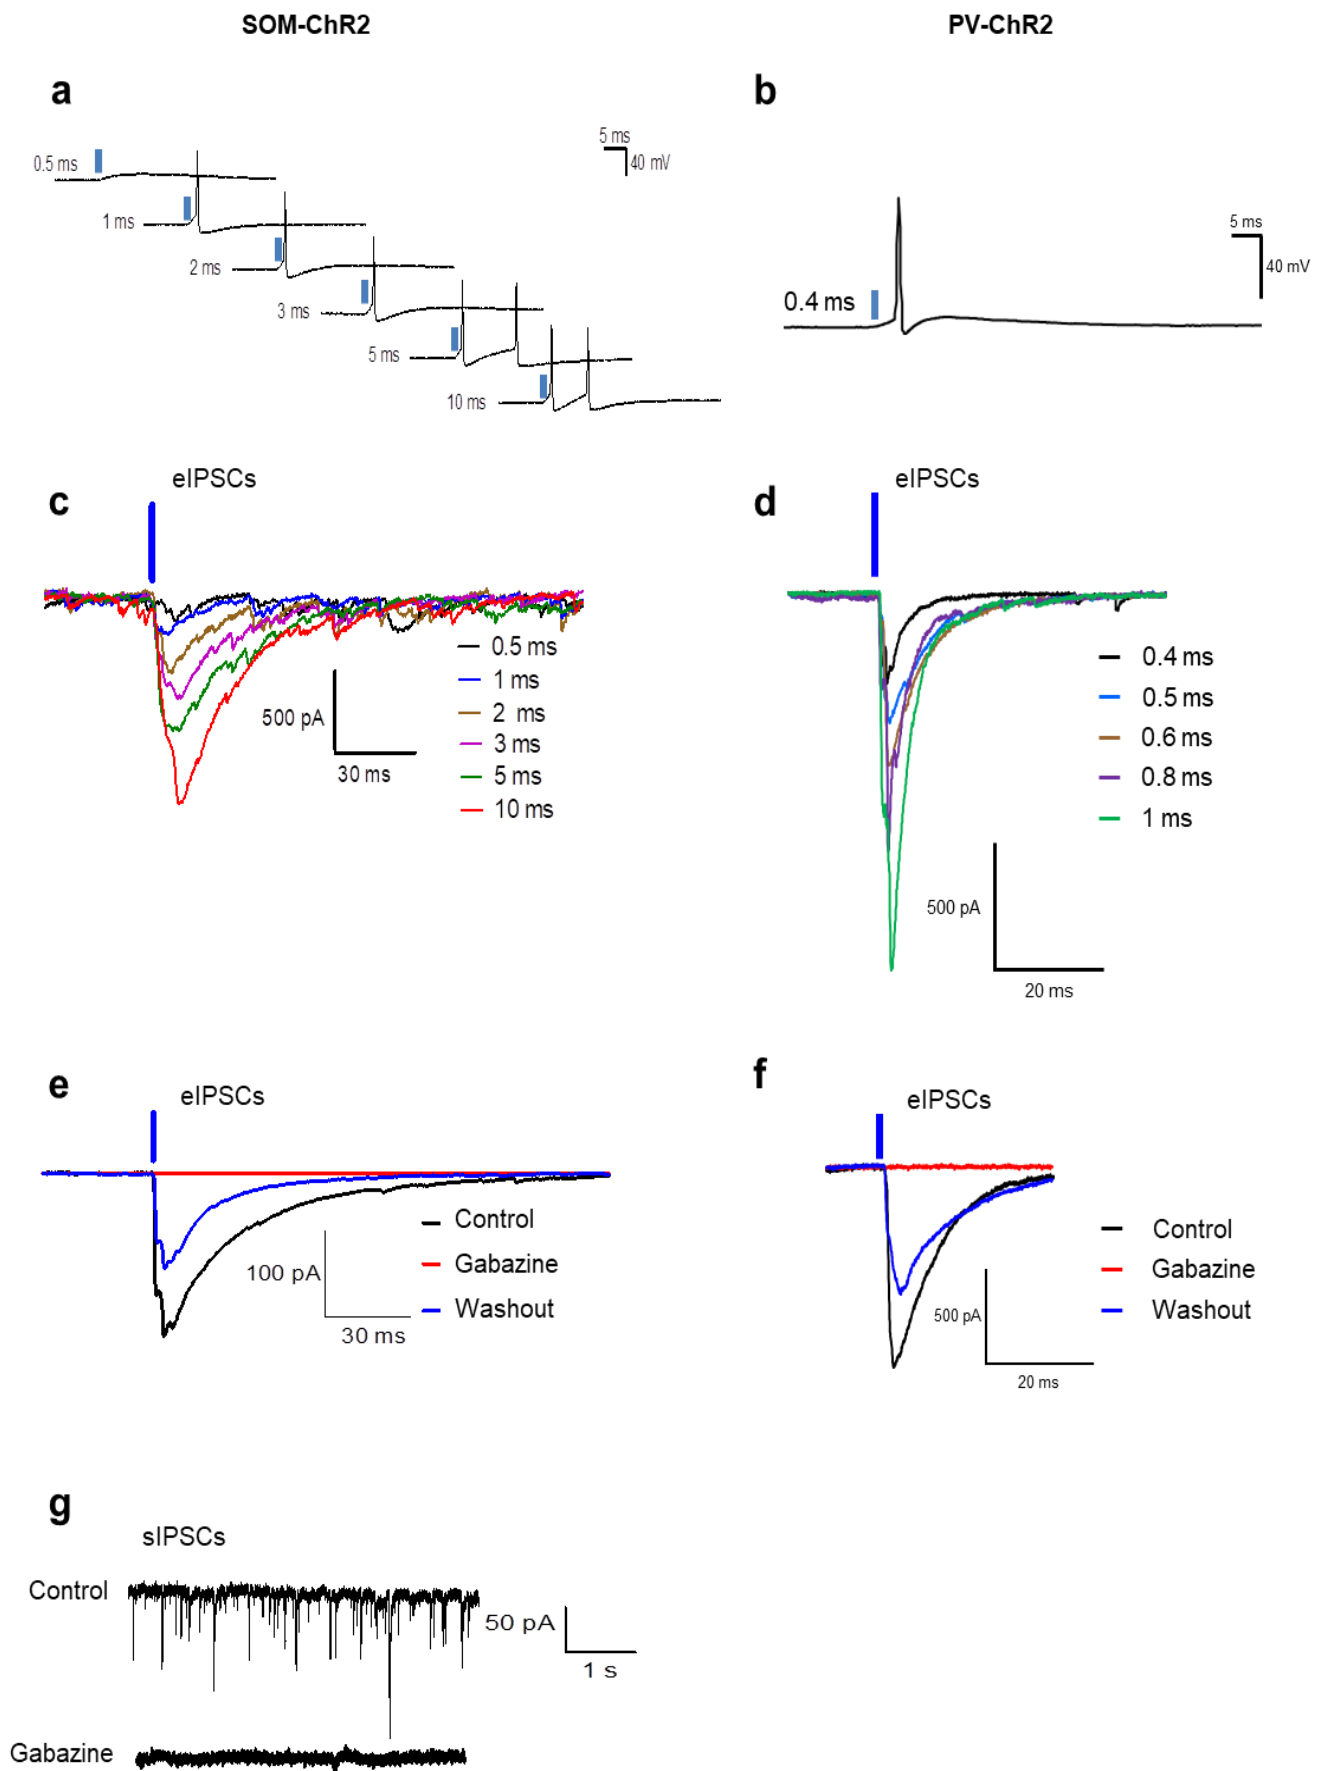 SOM-ChR2
PV-ChR2
a
0.5 ms
1 ms
2 ms
3 ms
5 ms
10 ms
5 ms
40 mV
b
0.4 ms
5 ms
40 mV
c
eIPSCs
500 pA
30 ms
0.5 ms
1 ms
2 ms
3 ms
5 ms
10 ms
d
eIPSCs
0.4 ms
0.5 ms
0.6 ms
0.8 ms
1 ms
500 pA
20 ms
e
eIPSCs
100 pA
30 ms
Control
Gabazine
Washout
f
eIPSCs
500 pA
20 ms
Control
Gabazine
Washout
g
sIPSCs
Control
50 pA
1 s
Gabazine